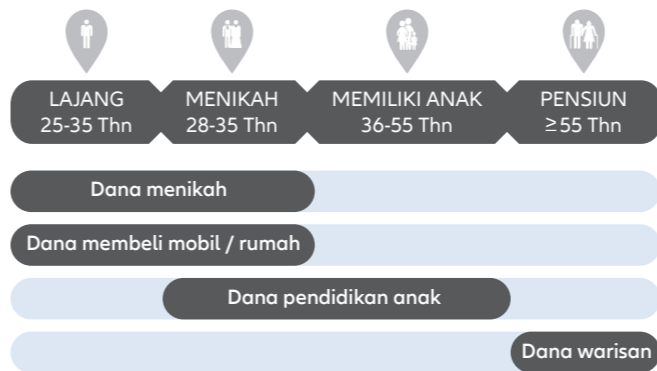 LAJANG
25-35 Thn
MENIKAH
28-35 Thn
MEMILIKI ANAK
36-55 Thn
PENSIUN
≥55 Thn
Dana menikah
Dana membeli mobil / rumah
Dana pendidikan anak
Dana warisan